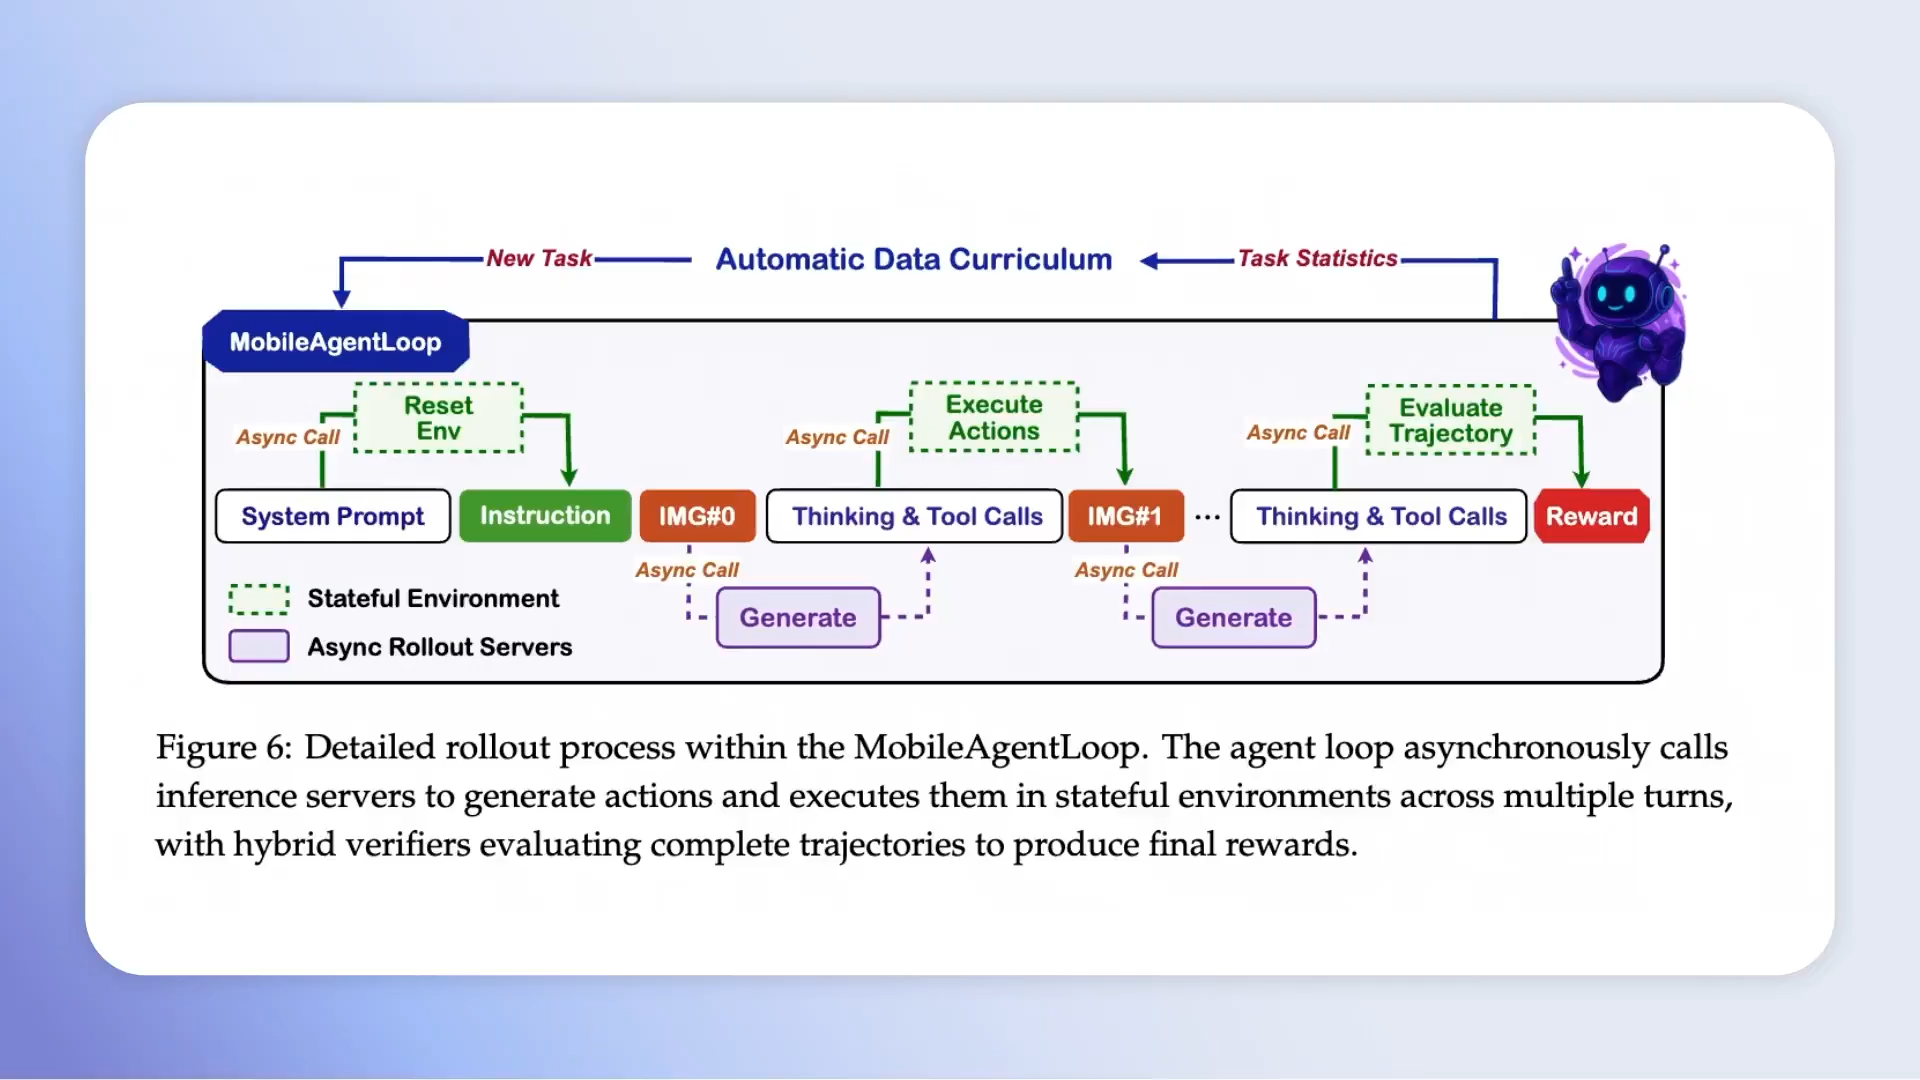 New Task
Automatic Data Curriculum
Task Statistics
MobileAgentLoop
Reset
Env
Async Call
Execute
Actions
Async Call
Evaluate
Trajectory
Async Call
System Prompt
Instruction
IMG#0
Thinking & Tool Calls
IMG#1
...
Thinking & Tool Calls
Reward
Async Call
Generate
Async Call
Generate
Stateful Environment
Async Rollout Servers
Figure 6: Detailed rollout process within the MobileAgentLoop. The agent loop asynchronously calls
inference servers to generate actions and executes them in stateful environments across multiple turns,
with hybrid verifiers evaluating complete trajectories to produce final rewards.